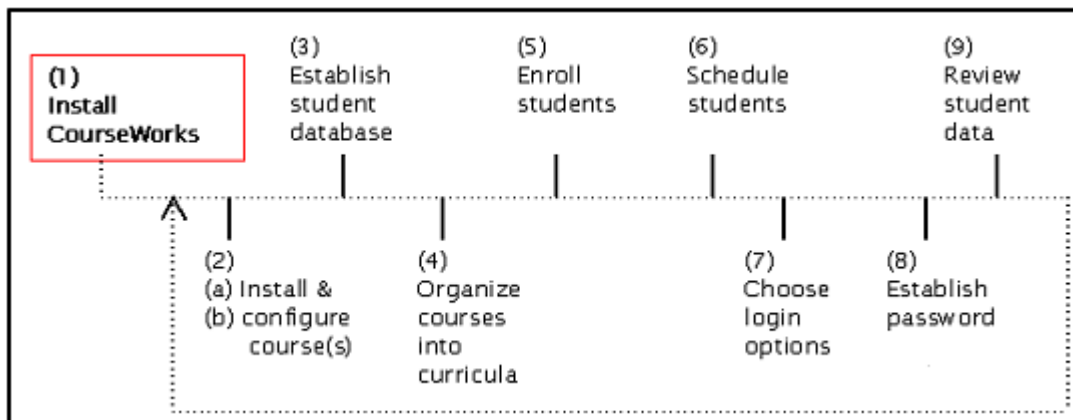 (1)
Install
CourseWorks
(3)
Establish
student
database
(5)
Enroll
students
(6)
Schedule
students
(9)
Review
student
data
(2)
(a) Install &
(b) configure
course(s)
(4)
Organize
courses
into
curricula
(7)
Choose
login
options
(8)
Establish
password